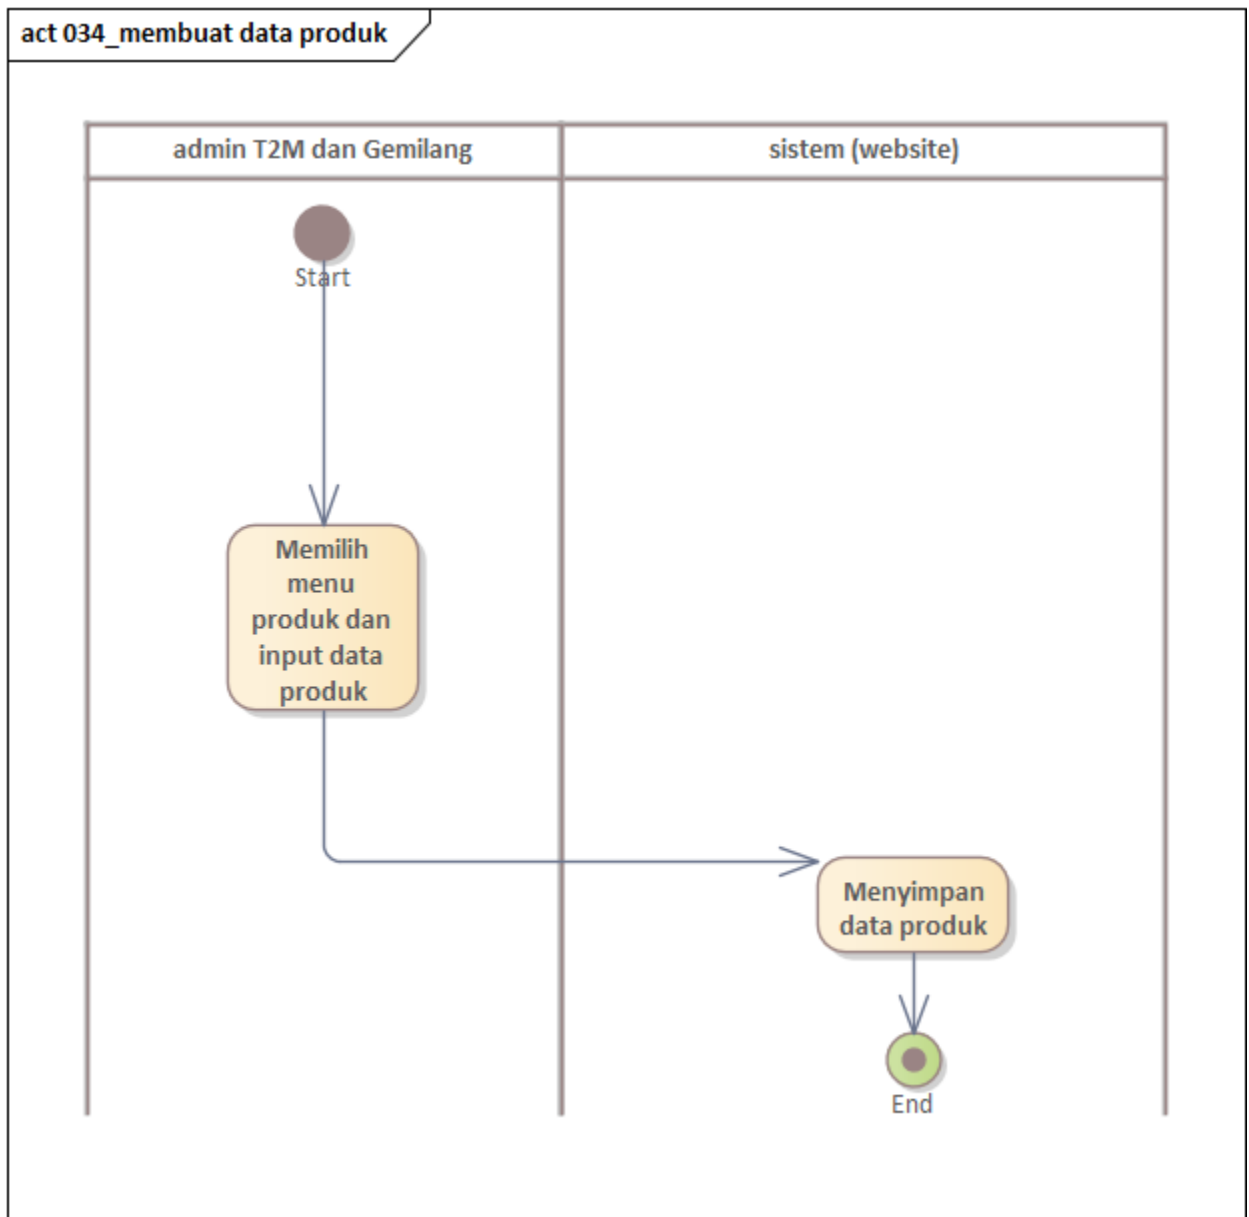 act 034_membuat data produk
admin T2M dan Gemilang
sistem (website)
Start
Memilih
menu
produk dan
input data
produk
Menyimpan
data produk
End